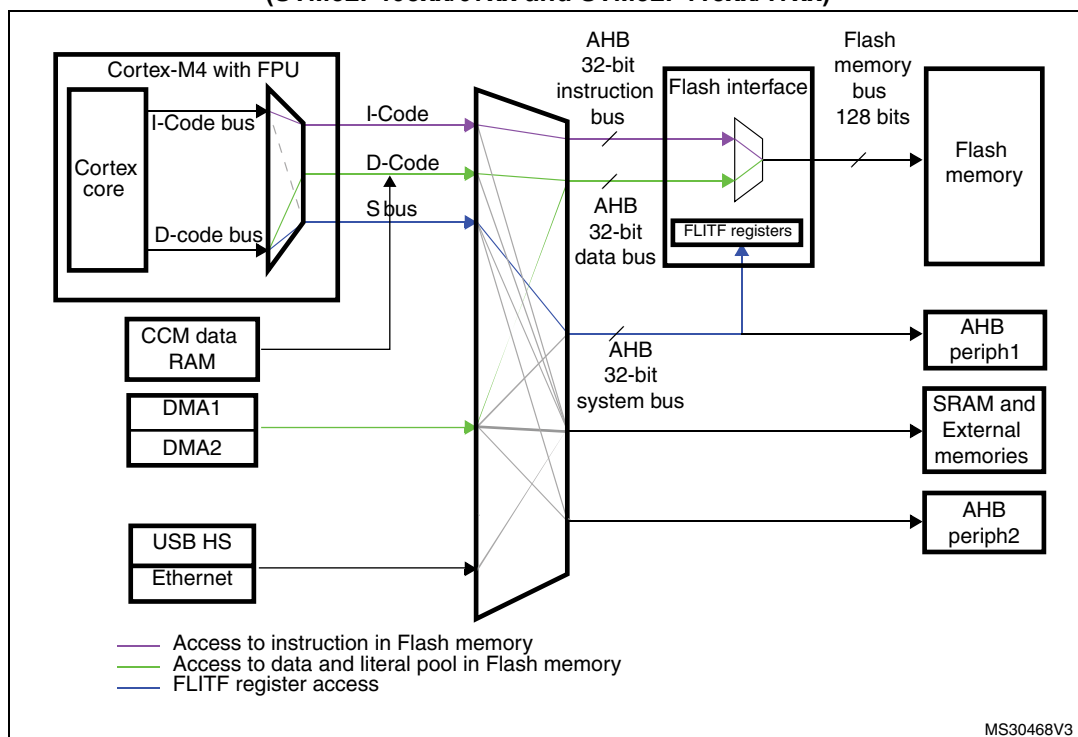 Cortex-M4 with FPU
I-Code bus
Cortex
core
D-code bus
I-Code
D-Code
S bus
CCM data
RAM
DMA1
DMA2
USB HS
Ethernet
AHB
32-bit
instruction
bus
AHB
32-bit
data bus
AHB
32-bit
system bus
Flash interface
FLITF registers
Flash
memory
bus
128 bits
Flash
memory
AHB
periph1
SRAM and
External
memories
AHB
periph2
Access to instruction in Flash memory
Access to data and literal pool in Flash memory
FLITF register access
MS30468V3